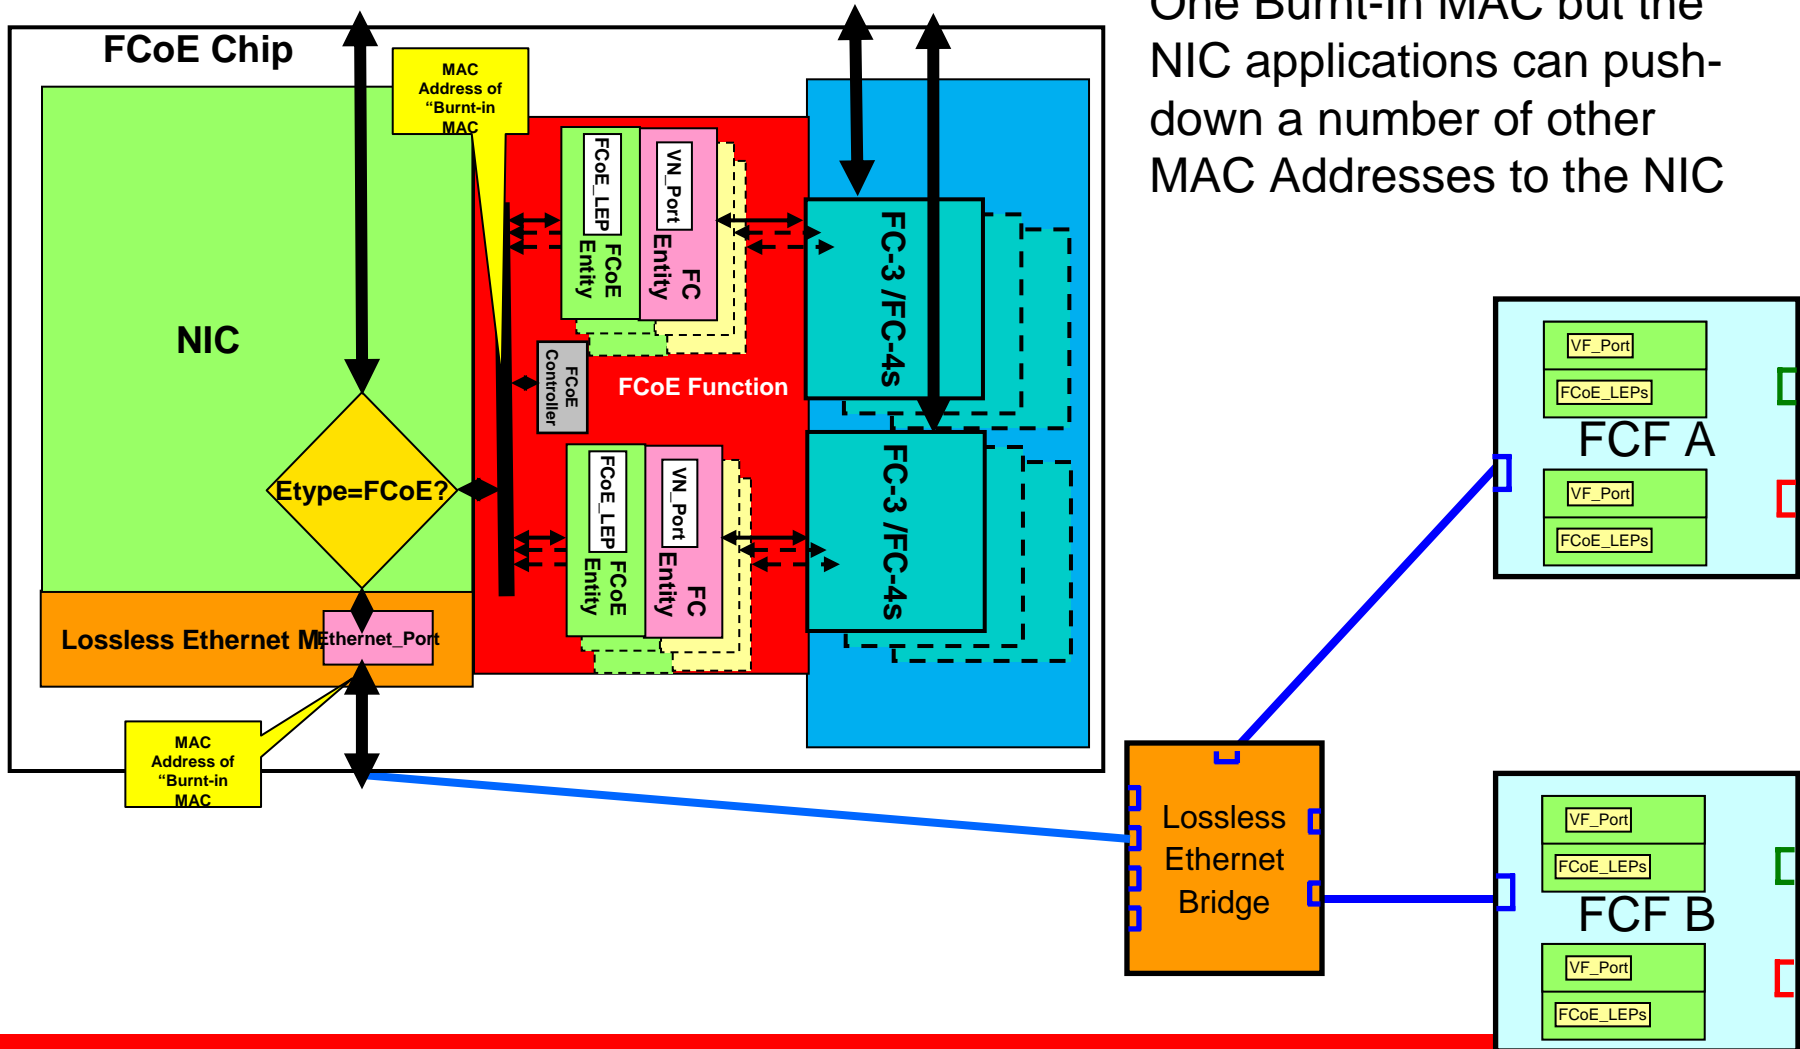 One Burnt-In MAC but the
NIC applications can push-
down a number of other
MAC Addresses to the NIC
FCoE Chip
MAC
Address of
“Burnt-in
MAC
NIC
Etype=FCoE?
Lossless Ethernet M
Ethernet_Port
MAC
Address of
“Burnt-in
MAC
FCoE_LEP
FCoE
Entity
VN_Port
FC
Entity
FC-3 /FC-4s
FCoE
Controller
FCoE Function
FCoE_LEP
FCoE
Entity
VN_Port
FC
Entity
FC-3 /FC-4s
Lossless
Ethernet
Bridge
VF_Port
FCoE_LEPs
FCF A
VF_Port
FCoE_LEPs
VF_Port
FCoE_LEPs
FCF B
VF_Port
FCoE_LEPs